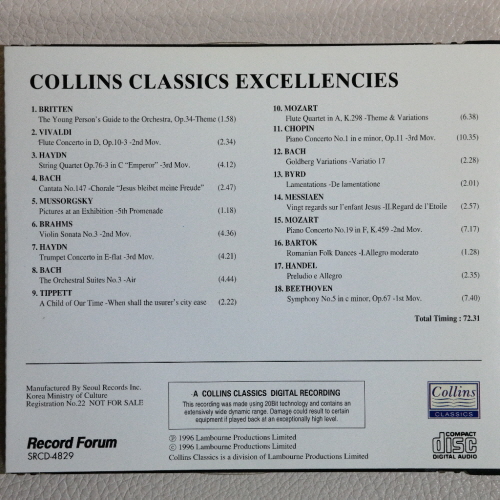 COLLINS CLASSICS EXCELLENCIES
1. BRITTEN
The Young Person's Guide to the Orchestra, Op.34-Theme (1.58)
2. VIVALDI
Flute Concerto in D, Op.10-3 -2nd Mov. (2.34)
3. HAYDN
String Quartet Op.76-3 in C "Emperor" -3rd Mov. (4.12)
4. BACH
Cantata No.147 -Chorale "Jesus bleibet meine Freude" (2.47)
5. MUSSORGSKY
Pictures at an Exhibition -5th Promenade (1.18)
6. BRAHMS
Violin Sonata No.3 -2nd Mov. (4.36)
7. HAYDN
Trumpet Concerto in E-flat -3rd Mov. (4.21)
8. BACH
The Orchestral Suites No.3 -Air (4.44)
9. TIPPETT
A Child of Our Time -When shall the usurer's city ease (2.22)
10. MOZART
Flute Quartet in A, K.298 -Theme & Variations (6.38)
11. CHOPIN
Piano Concerto No.1 in e minor, Op.11 -3rd Mov. (10.35)
12. BACH
Goldberg Variations -Variatio 17 (2.28)
13. BYRD
Lamentations -De lamentatione (2.01)
14. MESSIAEN
Vingt regards sur l'enfant Jesus -II.Regard de l'Etoile (2.57)
15. MOZART
Piano Concerto No.19 in F, K.459 -2nd Mov. (7.17)
16. BARTOK
Romanian Folk Dances -I.Allegro moderato (1.28)
17. HANDEL
Preludio e Allegro (2.35)
18. BEETHOVEN
Symphony No.5 in c minor, Op.67 -1st Mov. (7.40)
Total Timing : 72.31
Manufactured By Seoul Records Inc.
Korea Ministry of Culture
Registration No.22 NOT FOR SALE
Record Forum
SRCD-4829
A COLLINS CLASSICS DIGITAL RECORDING
This recording was made using 20Bit technology and contains an
extensively wide dynamic range. Damage could result to certain
equipment if played back at an exceptionally high level.
Ⓟ 1996 Lambourne Productions Limited
© 1996 Lambourne Productions Limited
Collins Classics is a division of Lambourne Productions Limited
Collins
CLASSICS
COMPACT
disc
DIGITAL AUDIO